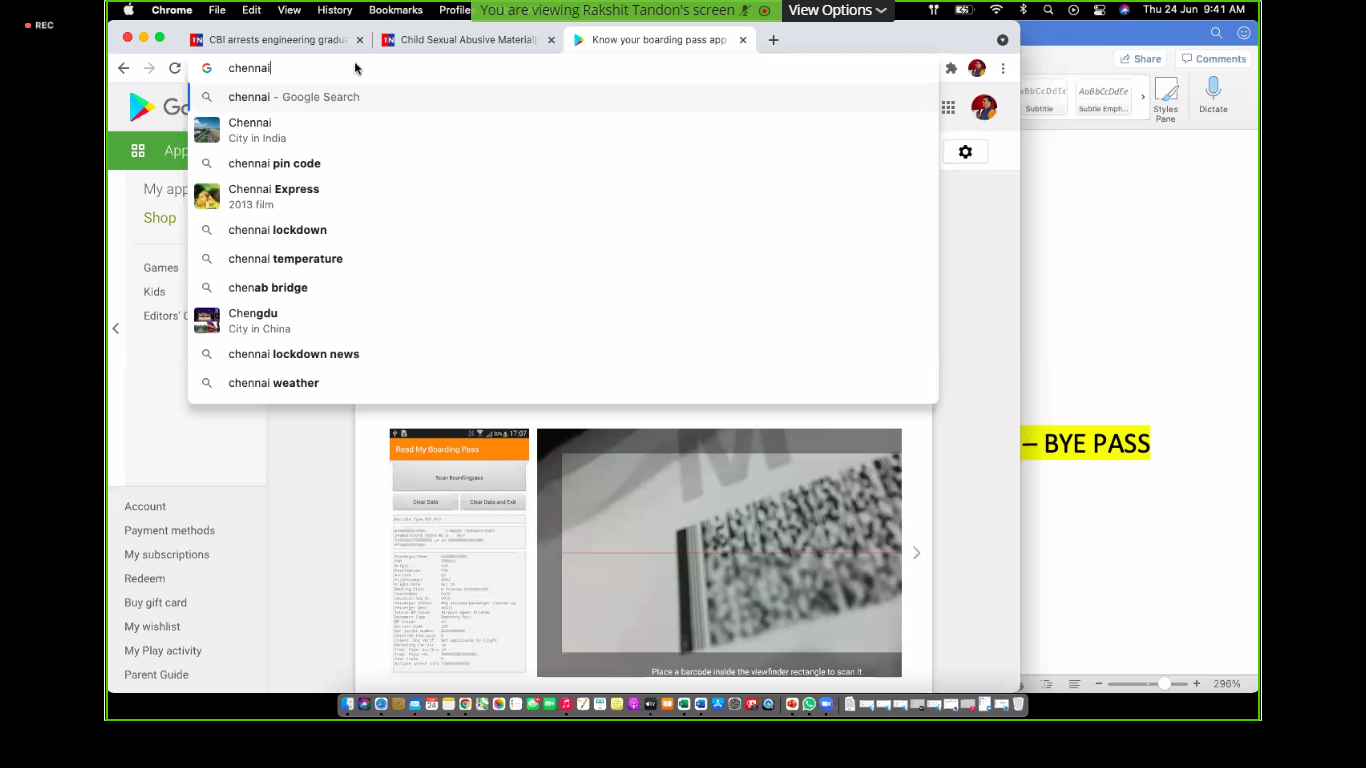 REC
Chrome File Edit View History Bookmarks Profile
You are viewing Rakshit Tandon's screen
View Options
Thu 24 Jun 9:41 AM
CBI arrests engineering gradu
Child Sexual Abusive Material
Know your boarding pass app
chennai
Share
Comments
chennai – Google Search
Chennai
City in India
chennai pin code
Chennai Express
2013 film
chennai lockdown
chennai temperature
chenab bridge
Chengdu
City in China
chennai lockdown news
chennai weather
Go
App
My app
Shop
Games
Kids
Editors' C
Account
Payment methods
My subscriptions
Redeem
Buy gift card
My wishlist
My Play activity
Parent Guide
aBbCcDdE
AaBbCcDdEe
Subtitle
Subtle Emph...
Styles
Pane
Dictate
– BYE PASS
17:07
Read My Boarding Pass
Scan Boardingpass
Clear Data
Clear Data and Exit
Place a barcode inside the viewfinder rectangle to scan it.
296%